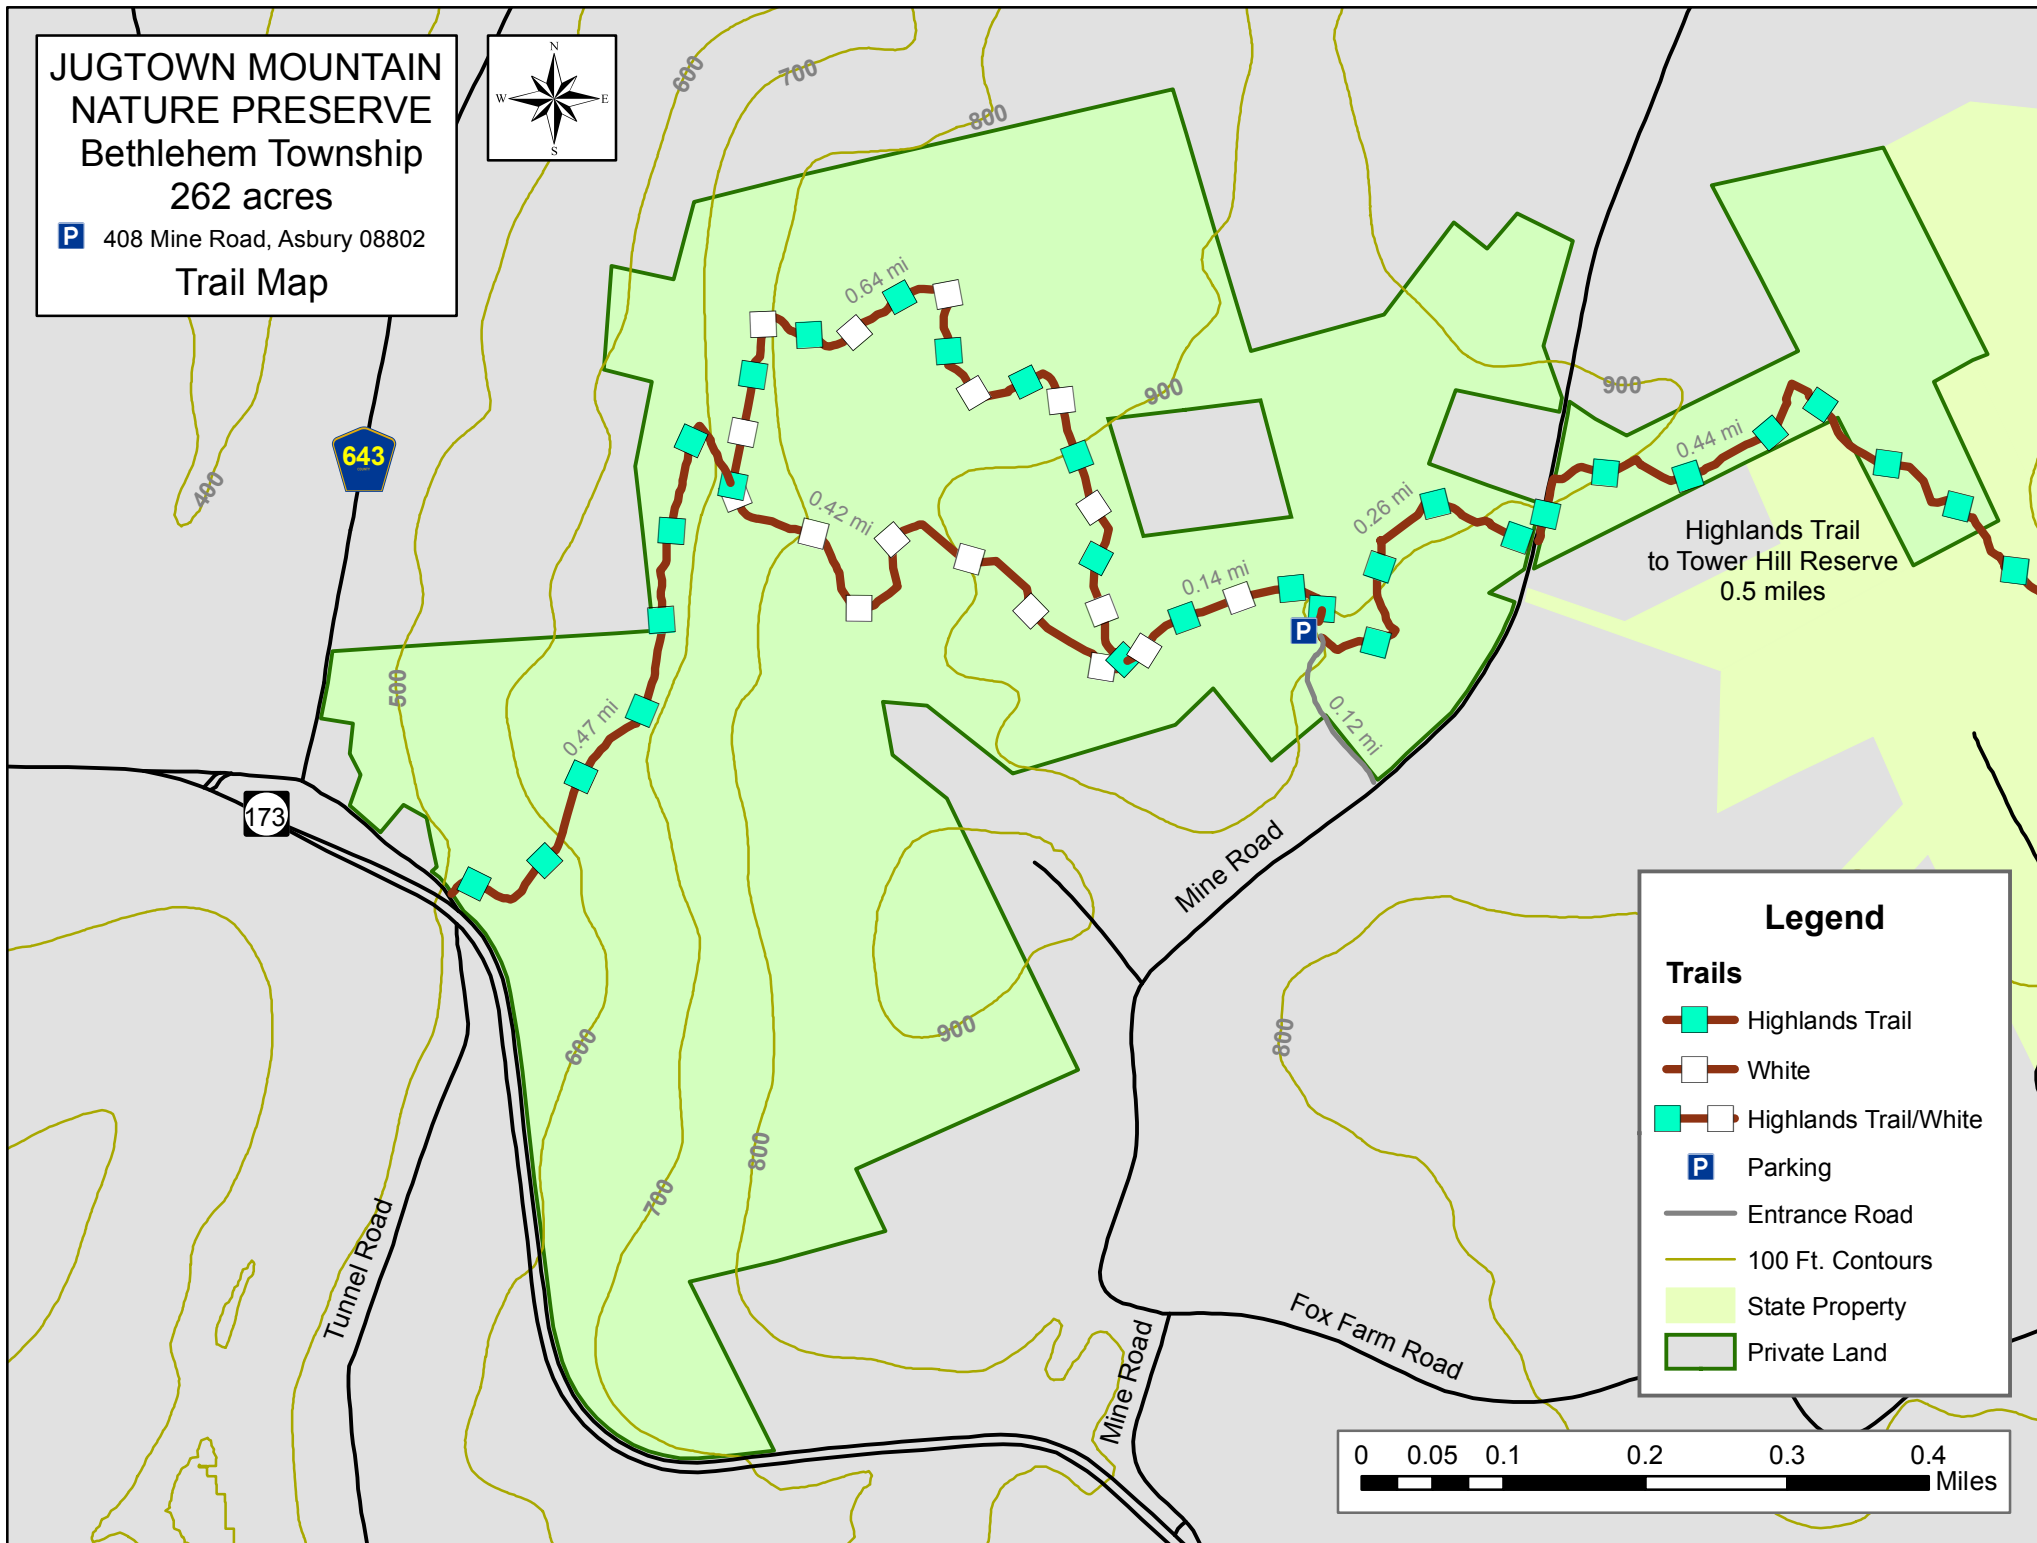 JUGTOWN MOUNTAIN
NATURE PRESERVE
Bethlehem Township
262 acres
P 408 Mine Road, Asbury 08802
Trail Map
N
W E
S
600
700
800
400
500
900
900
900
600
700
800
800
643
173
0.64 mi
0.42 mi
0.47 mi
0.14 mi
0.26 mi
0.44 mi
0.12 mi
P
Highlands Trail
to Tower Hill Reserve
0.5 miles
Mine Road
Tunnel Road
Mine Road
Fox Farm Road
Legend
Trails
Highlands Trail
White
Highlands Trail/White
P Parking
Entrance Road
100 Ft. Contours
State Property
Private Land
0 0.05 0.1 0.2 0.3 0.4
Miles